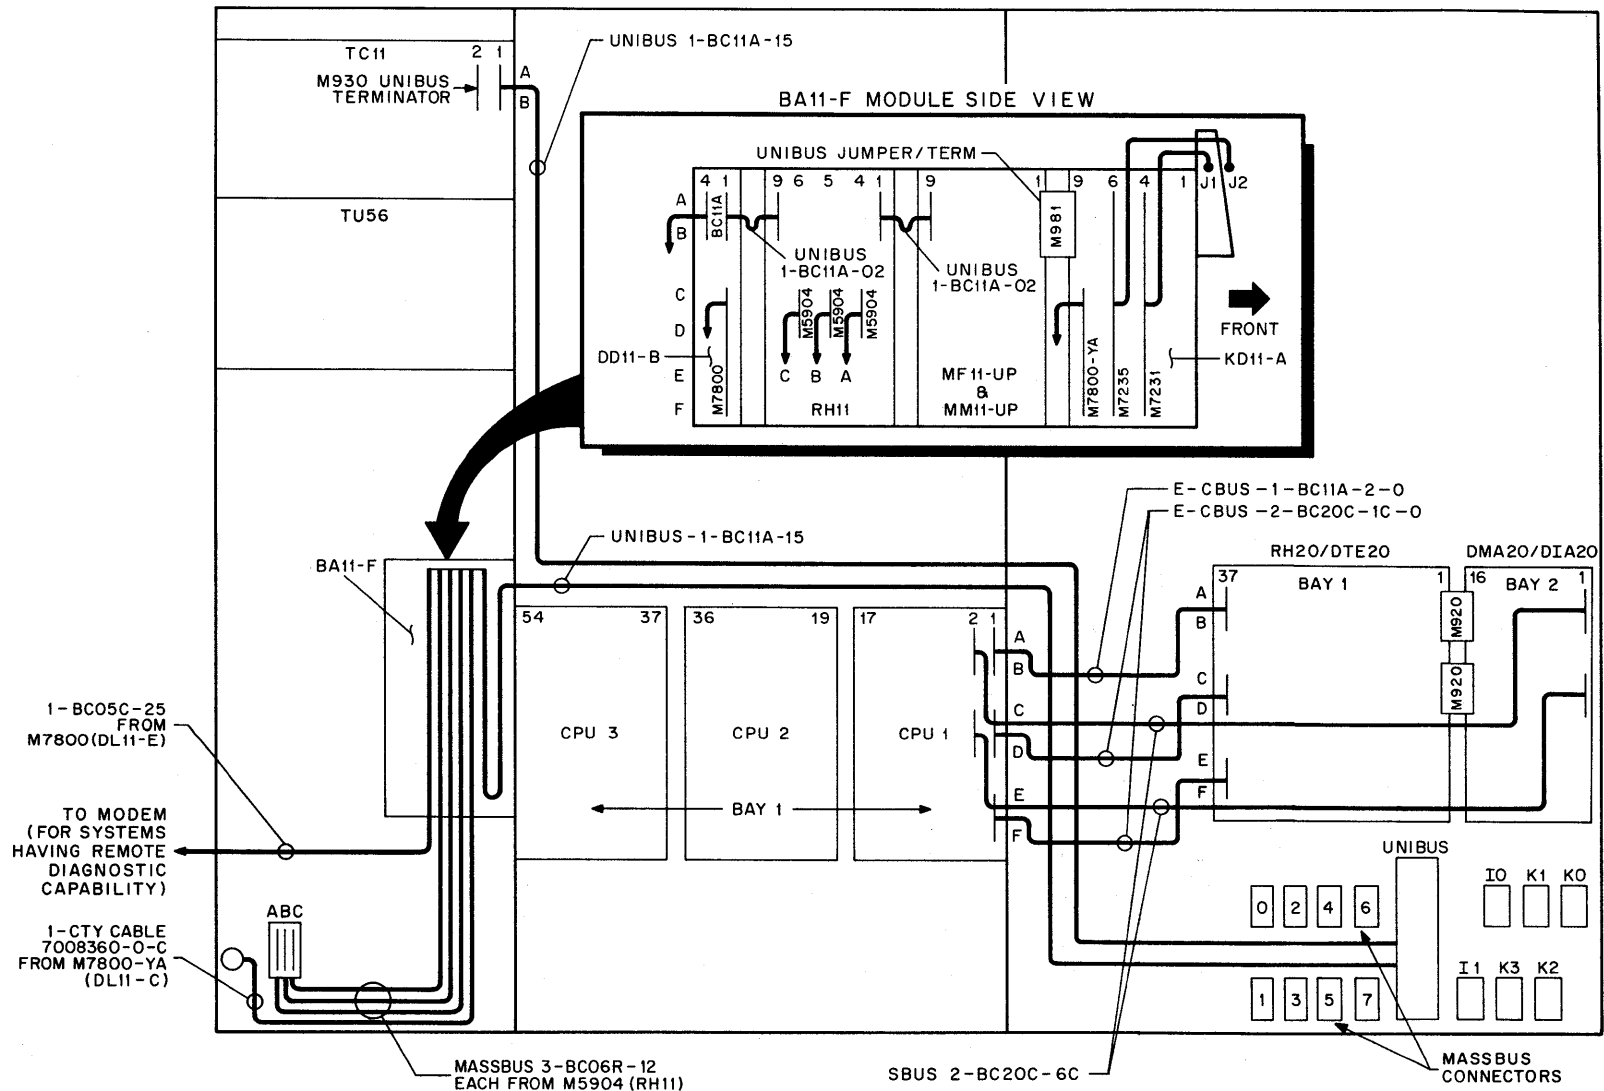 TC11
2 1
M930 UNIBUS
TERMINATOR
A
B
UNIBUS 1-BC11A-15
TU56
BA11-F MODULE SIDE VIEW
UNIBUS JUMPER/TERM
4 1 9 6 5 4 1 9 1 9 6 4 1 J1 J2
A
B
BC11A
M981
UNIBUS
1-BC11A-02
UNIBUS
1-BC11A-02
C
D
M5904
M5904
M5904
FRONT
DD11-B
KD11-A
E
F
M7800
C B A
RH11
MF11-UP
&
MM11-UP
M7800-YA
M7235
M7231
E-CBUS-1-BC11A-2-0
E-CBUS-2-BC20C-1C-0
UNIBUS-1-BC11A-15
BA11-F
RH20/DTE20
DMA20/DIA20
37 BAY 1 1
16 BAY 2 1
A
B
C
D
E
F
M920
M920
54 37
36 19
17 2 1
A
B
C
D
E
F
CPU 3
CPU 2
CPU 1
BAY 1
1-BC05C-25
FROM
M7800(DL11-E)
TO MODEM
(FOR SYSTEMS
HAVING REMOTE
DIAGNOSTIC
CAPABILITY)
ABC
1-CTY CABLE
7008360-0-C
FROM M7800-YA
(DL11-C)
UNIBUS
0 2 4 6
I0 K1 K0
1 3 5 7
I1 K3 K2
MASSBUS 3-BC06R-12
EACH FROM M5904 (RH11)
SBUS 2-BC20C-6C
MASSBUS
CONNECTORS